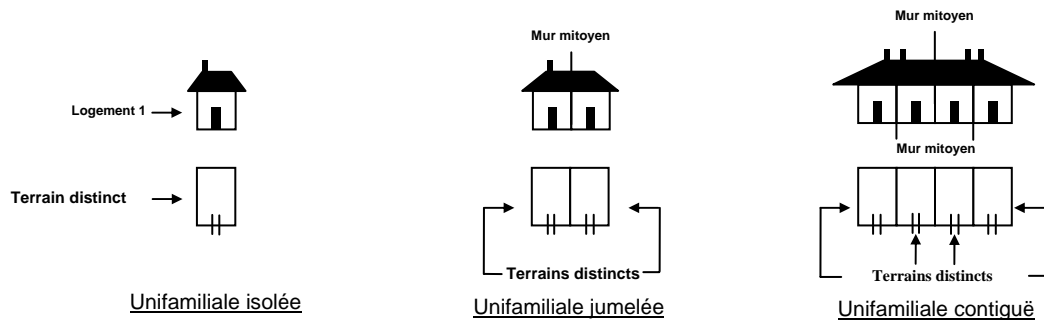 Logement 1
Terrain distinct
Unifamiliale isolée
Mur mitoyen
Terrains distincts
Unifamiliale jumelée
Mur mitoyen
Mur mitoyen
Terrains distincts
Unifamiliale contiguë